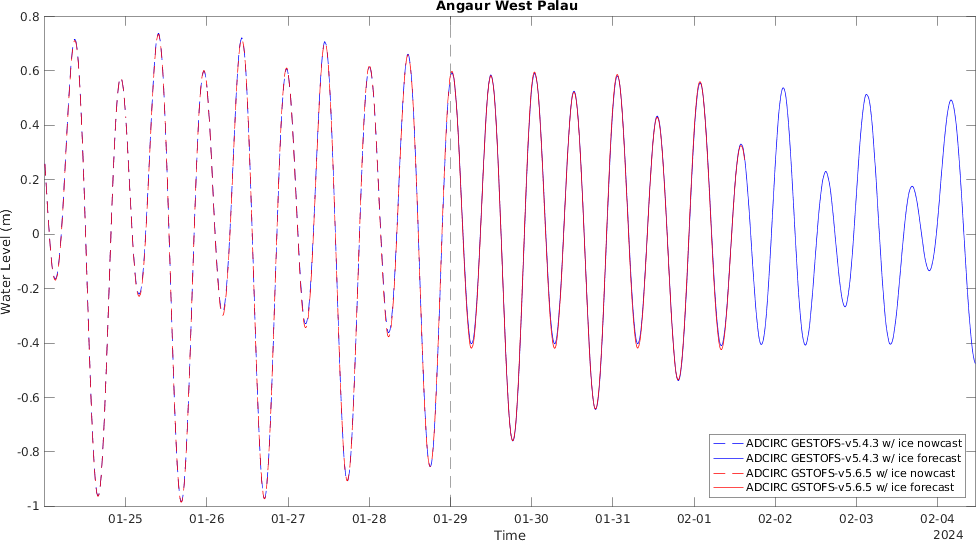 Angaur West Palau
0.8
0.6
0.4
0.2
0
-0.2
-0.4
-0.6
-0.8
-1
Water Level (m)
ADCIRC GESTOFS-v5.4.3 w/ ice nowcast
ADCIRC GESTOFS-v5.4.3 w/ ice forecast
ADCIRC GSTOFS-v5.6.5 w/ ice nowcast
ADCIRC GSTOFS-v5.6.5 w/ ice forecast
01-25 01-26 01-27 01-28 01-29 01-30 01-31 02-01 02-02 02-03 02-04
Time
2024